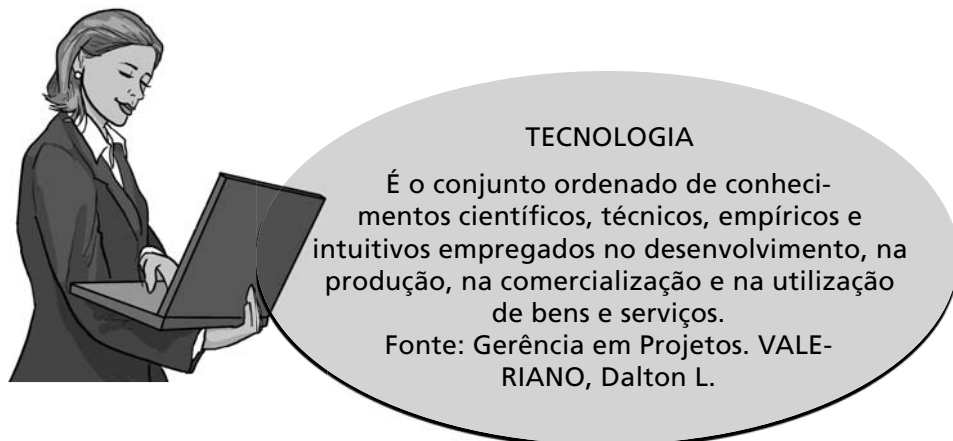 TECNOLOGIA
É o conjunto ordenado de conheci-
mentos científicos, técnicos, empíricos e
intuitivos empregados no desenvolvimento, na
produção, na comercialização e na utilização
de bens e serviços.
Fonte: Gerência em Projetos. VALE-
RIANO, Dalton L.